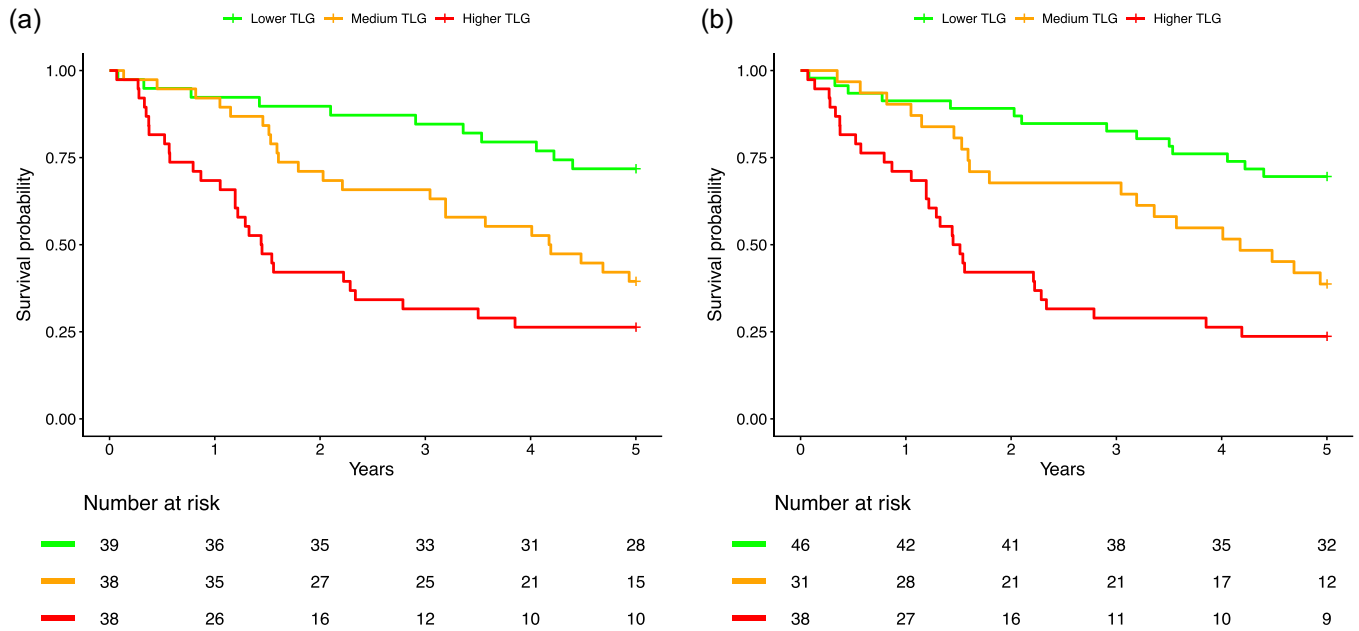 (a)
Lower TLG Medium TLG Higher TLG
1.00
0.75
0.50
0.25
0.00
Survival probability
0 1 2 3 4 5
Years
Number at risk
39 36 35 33 31 28
38 35 27 25 21 15
38 26 16 12 10 10
(b)
Lower TLG Medium TLG Higher TLG
1.00
0.75
0.50
0.25
0.00
Survival probability
0 1 2 3 4 5
Years
Number at risk
46 42 41 38 35 32
31 28 21 21 17 12
38 27 16 11 10 9